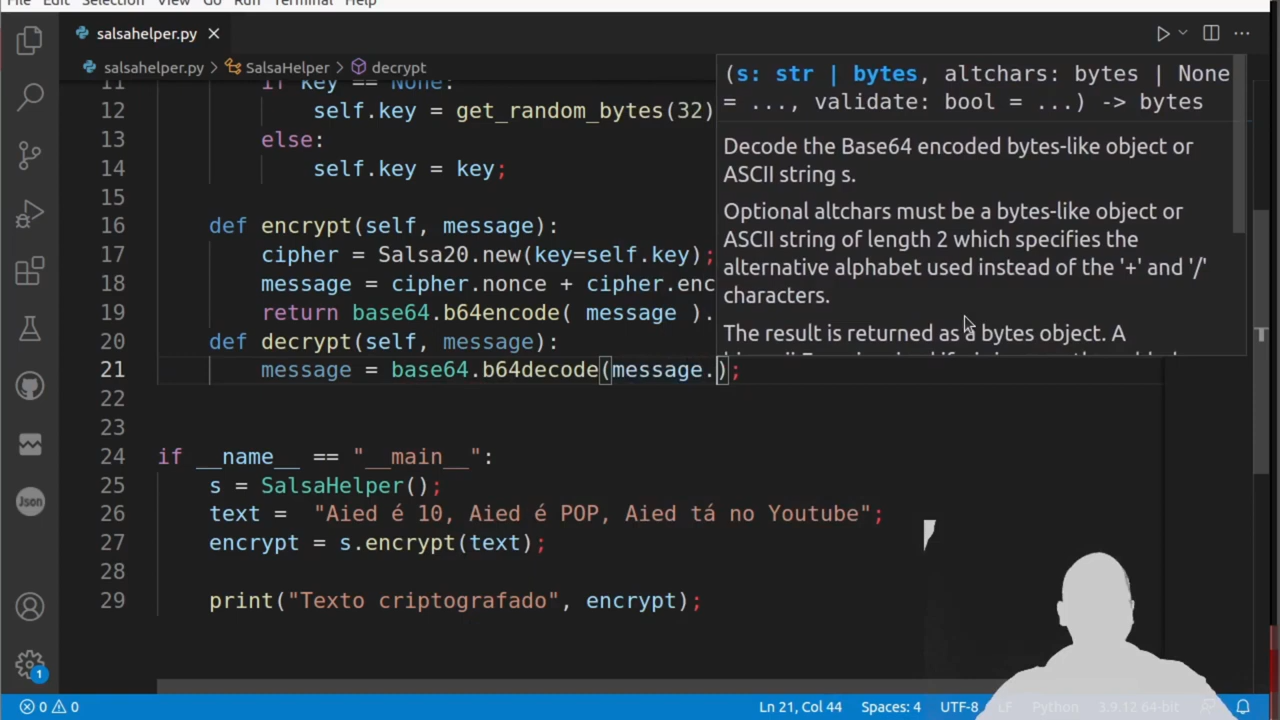 File Edit Selection View Go Run Terminal Help
salsahelper.py
salsahelper.py > SalsaHelper > decrypt
11 if key == None:
12 self.key = get_random_bytes(32)
13 else:
14 self.key = key;
15
16 def encrypt(self, message):
17 cipher = Salsa20.new(key=self.key);
18 message = cipher.nonce + cipher.enc
19 return base64.b64encode( message ).
20 def decrypt(self, message):
21 message = base64.b64decode(message.);
22
23
24 if __name__ == "__main__":
25 s = SalsaHelper();
26 text =  "Aied é 10, Aied é POP, Aied tá no Youtube";
27 encrypt = s.encrypt(text);
28
29 print("Texto criptografado", encrypt);
(s: str | bytes, altchars: bytes | None
= ..., validate: bool = ...) -> bytes
Decode the Base64 encoded bytes-like object or
ASCII string s.
Optional altchars must be a bytes-like object or
ASCII string of length 2 which specifies the
alternative alphabet used instead of the '+' and '/'
characters.
The result is returned as a bytes object. A
Json
1
0 0 Ln 21, Col 44 Spaces: 4 UTF-8 LF Python 3.9.12 64-bit